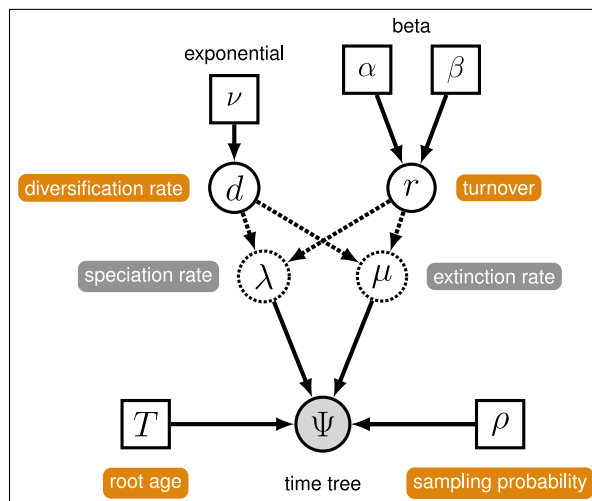 beta
exponential
α β
ν
diversification rate d r turnover
speciation rate λ μ extinction rate
T Ψ ρ
root age time tree sampling probability